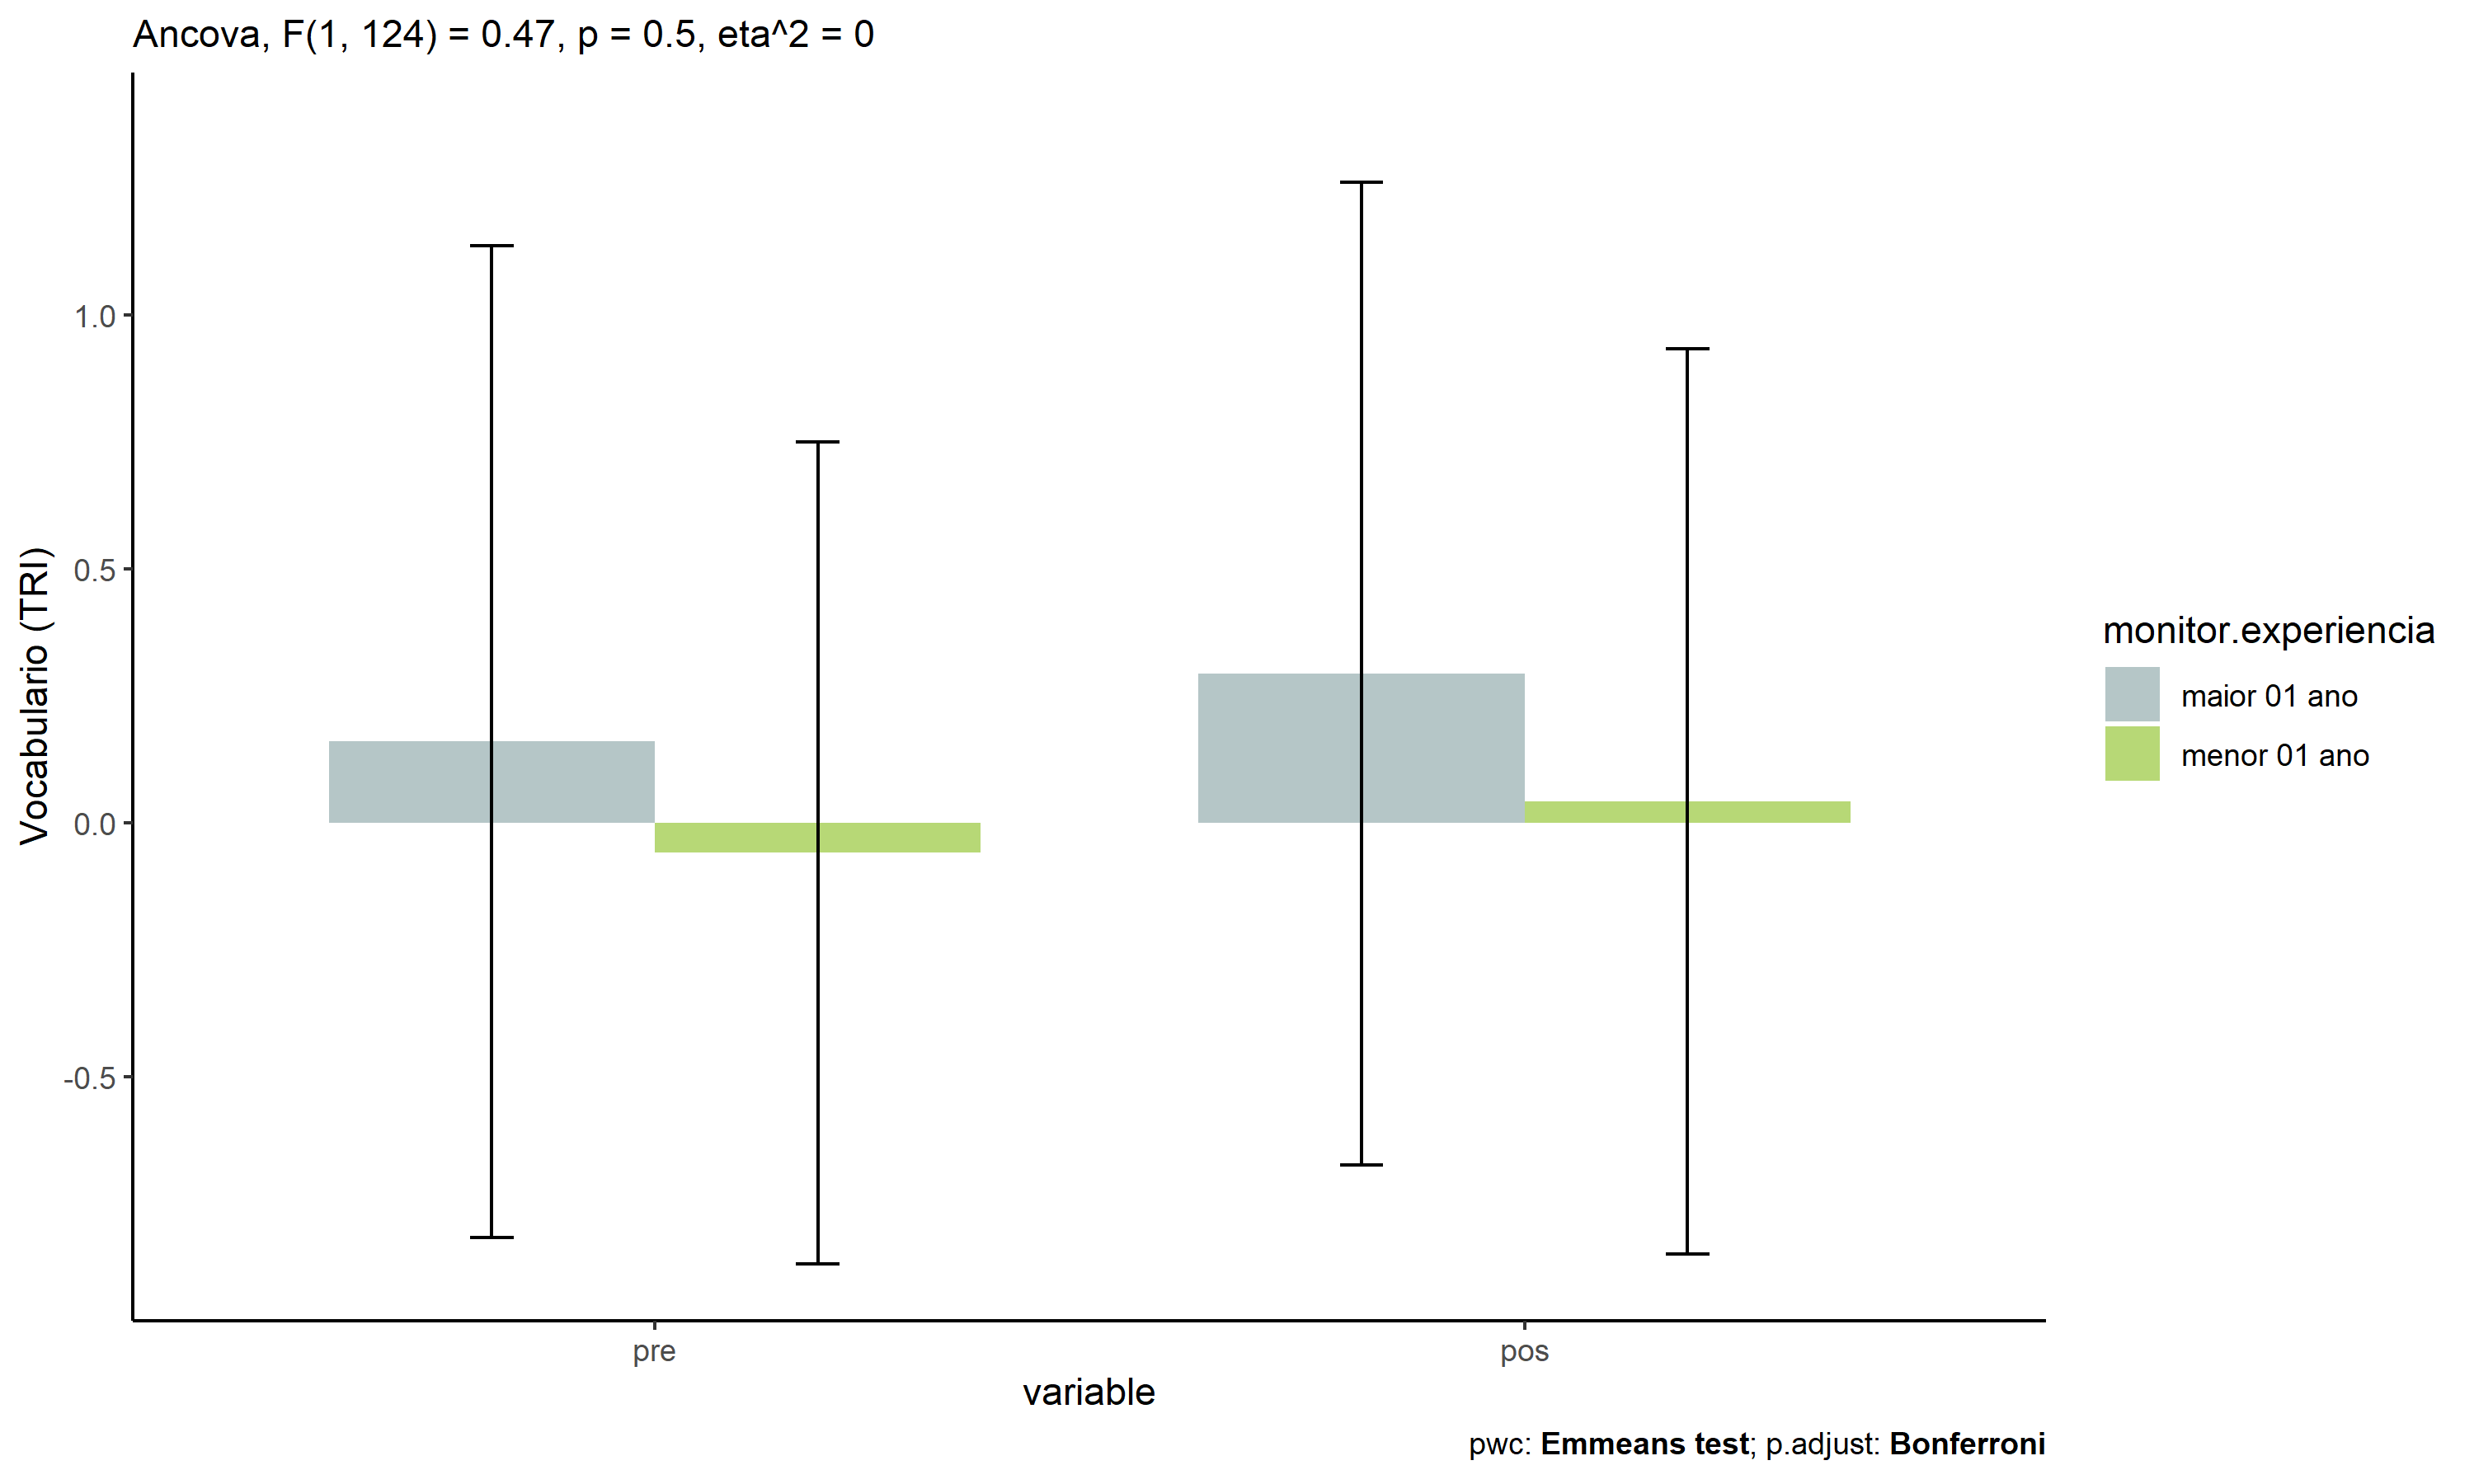 Ancova, F(1, 124) = 0.47, p = 0.5, eta^2 = 0
Vocabulario (TRI)
1.0
0.5
0.0
-0.5
pre
pos
variable
monitor.experiencia
maior 01 ano
menor 01 ano
pwc: Emmeans test; p.adjust: Bonferroni